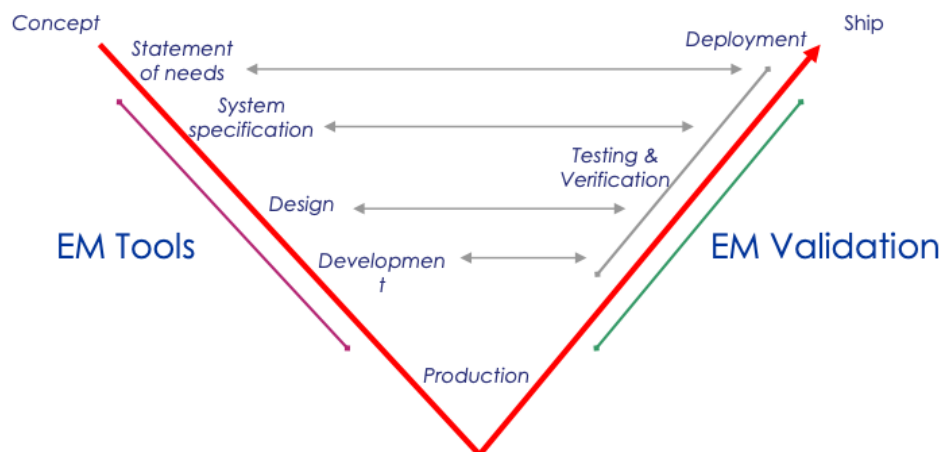 Concept
Ship
Deployment
Statement
of needs
System
specification
Testing &
Verification
Design
EM Tools
EM Validation
Developmen
t
Production